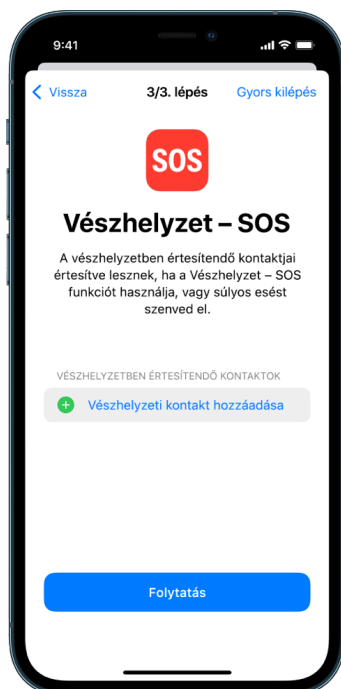 9:41
Vissza 3/3. lépés Gyors kilépés
SOS
Vészhelyzet – SOS
A vészhelyzetben értesítendő kontaktjai
értesítve lesznek, ha a Vészhelyzet – SOS
funkciót használja, vagy súlyos esést
szenved el.
VÉSZHELYZETBEN ÉRTESÍTENDŐ KONTAKTOK
Vészhelyzeti kontakt hozzáadása
Folytatás